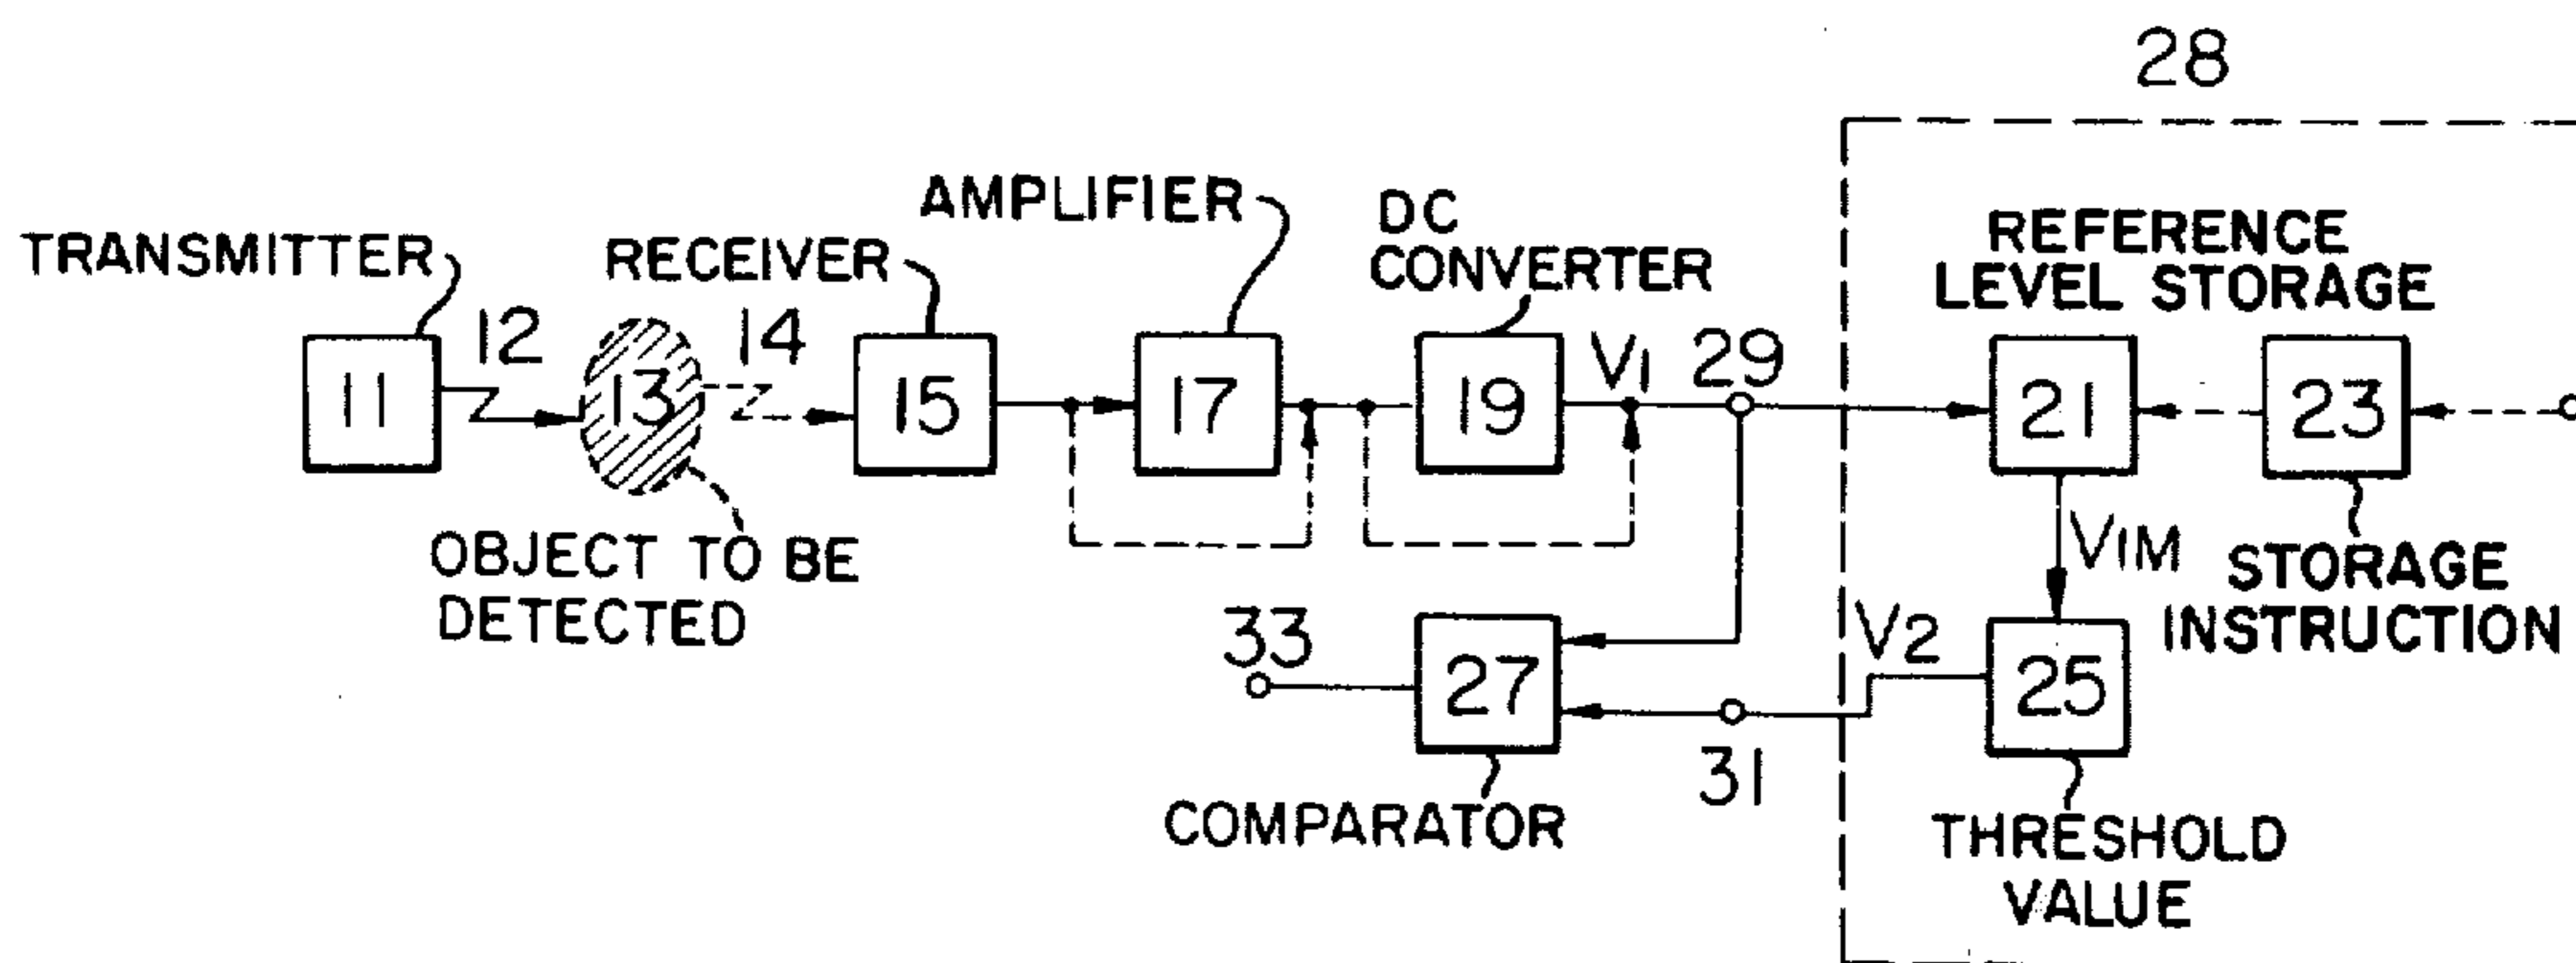 28
AMPLIFIER
DC
CONVERTER
TRANSMITTER
RECEIVER
REFERENCE
LEVEL STORAGE
12
14
V1
29
11
13
15
17
19
21
23
OBJECT TO BE
DETECTED
V1M
STORAGE
INSTRUCTION
33
27
V2
25
31
COMPARATOR
THRESHOLD
VALUE